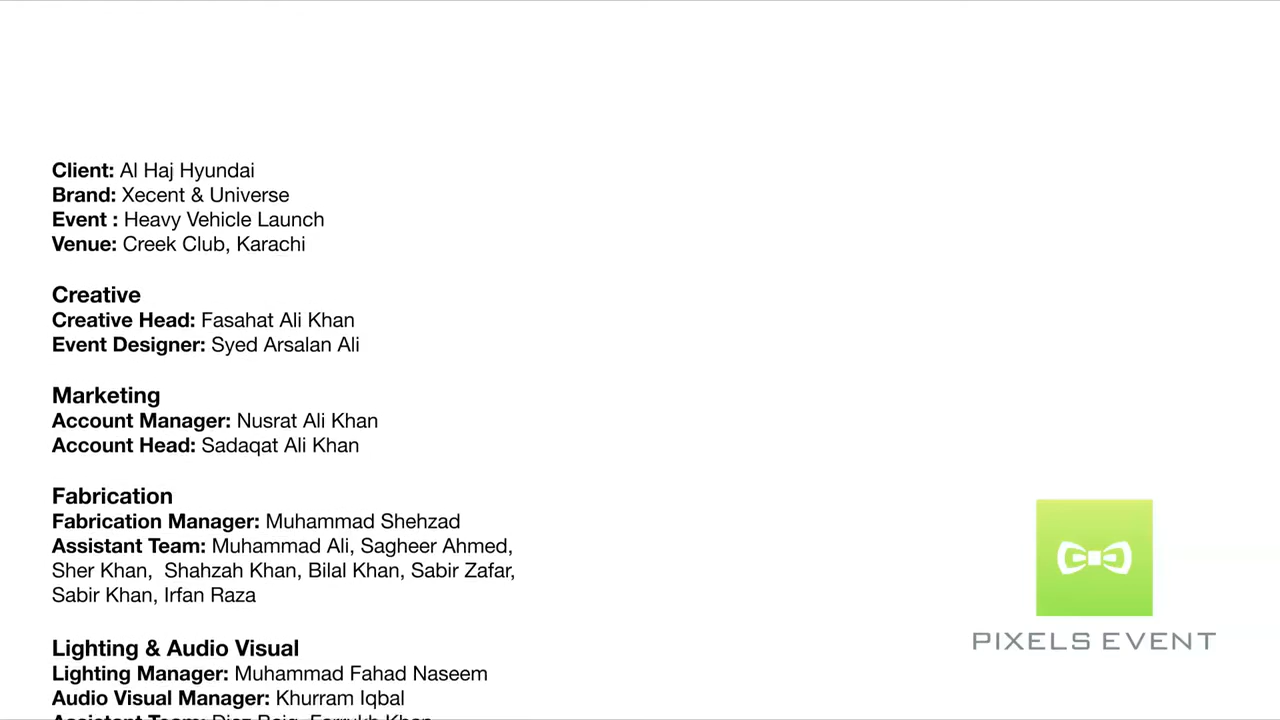 Client: Al Haj Hyundai
Brand: Xecent & Universe
Event : Heavy Vehicle Launch
Venue: Creek Club, Karachi
Creative
Creative Head: Fasahat Ali Khan
Event Designer: Syed Arsalan Ali
Marketing
Account Manager: Nusrat Ali Khan
Account Head: Sadaqat Ali Khan
Fabrication
Fabrication Manager: Muhammad Shehzad
Assistant Team: Muhammad Ali, Sagheer Ahmed,
Sher Khan,  Shahzah Khan, Bilal Khan, Sabir Zafar,
Sabir Khan, Irfan Raza
Lighting & Audio Visual
Lighting Manager: Muhammad Fahad Naseem
Audio Visual Manager: Khurram Iqbal
Assistant Team: Khan
PIXELS EVENT